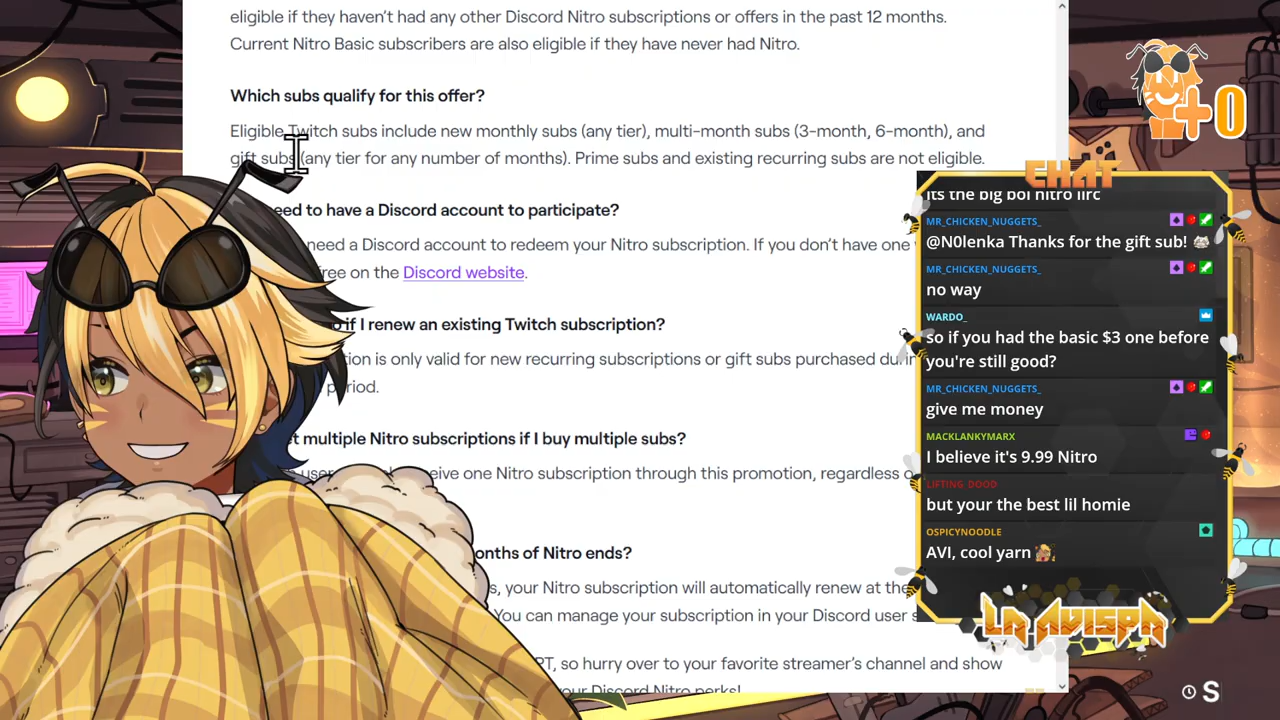 eligible if they haven't had any other Discord Nitro subscriptions or offers in the past 12 months.
Current Nitro Basic subscribers are also eligible if they have never had Nitro.
Which subs qualify for this offer?
Eligible Twitch subs include new monthly subs (any tier), multi-month subs (3-month, 6-month), and
gift subs (any tier for any number of months). Prime subs and existing recurring subs are not eligible.
eed to have a Discord account to participate?
need a Discord account to redeem your Nitro subscription. If you don't have one
ree on the Discord website.
if I renew an existing Twitch subscription?
tion is only valid for new recurring subscriptions or gift subs purchased durin
period.
t multiple Nitro subscriptions if I buy multiple subs?
eive one Nitro subscription through this promotion, regardless o
onths of Nitro ends?
s, your Nitro subscription will automatically renew at the
You can manage your subscription in your Discord user s
PT, so hurry over to your favorite streamer's channel and show
our Discord Nitro perks!
+0
CHAT
its the big boi nitro iirc
MR_CHICKEN_NUGGETS_
@N0lenka Thanks for the gift sub!
MR_CHICKEN_NUGGETS_
no way
WARDO_
so if you had the basic $3 one before
you're still good?
MR_CHICKEN_NUGGETS_
give me money
MACKLANKYMARX
I believe it's 9.99 Nitro
LIFTING_DOOD
but your the best lil homie
OSPICYNOODLE
AVI, cool yarn
LA AVISPA
S